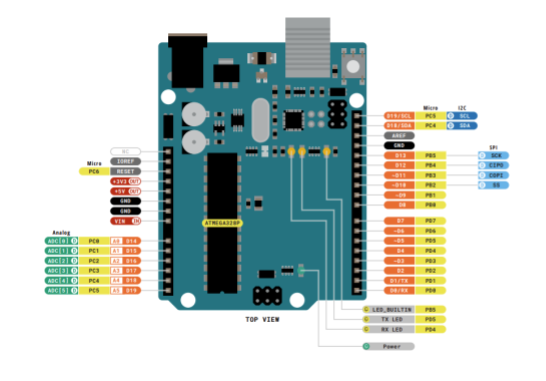 Micro I2C
D19/SCL PC5 SCL
D18/SDA PC4 SDA
AREF
GND
SPI
D13 PB5 SCK
D12 PB4 CIPO
~D11 PB3 COPI
~D10 PB2 SS
~D9 PB1
D8 PB0
D7 PD7
~D6 PD6
~D5 PD5
D4 PD4
~D3 PD3
D2 PD2
D1/TX PD1
D0/RX PD0
NC
IOREF
Micro
PC6 RESET
+3V3 OUT
+5V OUT
GND
GND
VIN IN
ATMEGA328P
Analog
ADC[0] PC0 A0 D14
ADC[1] PC1 A1 D15
ADC[2] PC2 A2 D16
ADC[3] PC3 A3 D17
ADC[4] PC4 A4 D18
ADC[5] PC5 A5 D19
TOP VIEW
LED_BUILTIN PB5
TX LED PD5
RX LED PD4
Power